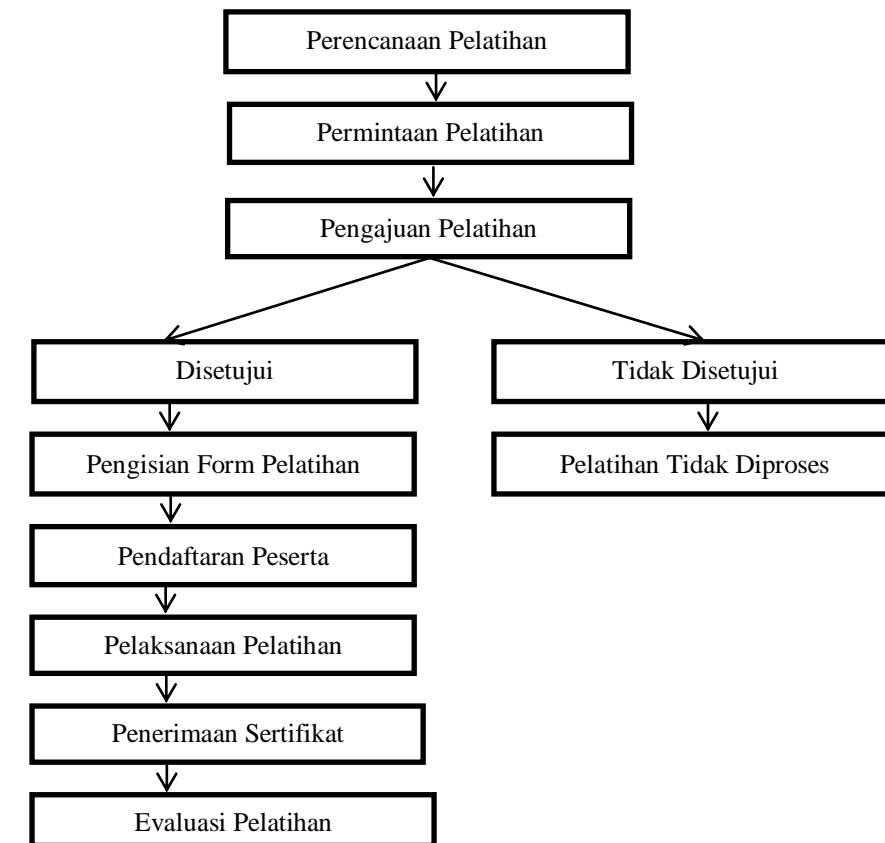 Perencanaan Pelatihan
Permintaan Pelatihan
Pengajuan Pelatihan
Disetujui
Tidak Disetujui
Pengisian Form Pelatihan
Pelatihan Tidak Diproses
Pendaftaran Peserta
Pelaksanaan Pelatihan
Penerimaan Sertifikat
Evaluasi Pelatihan